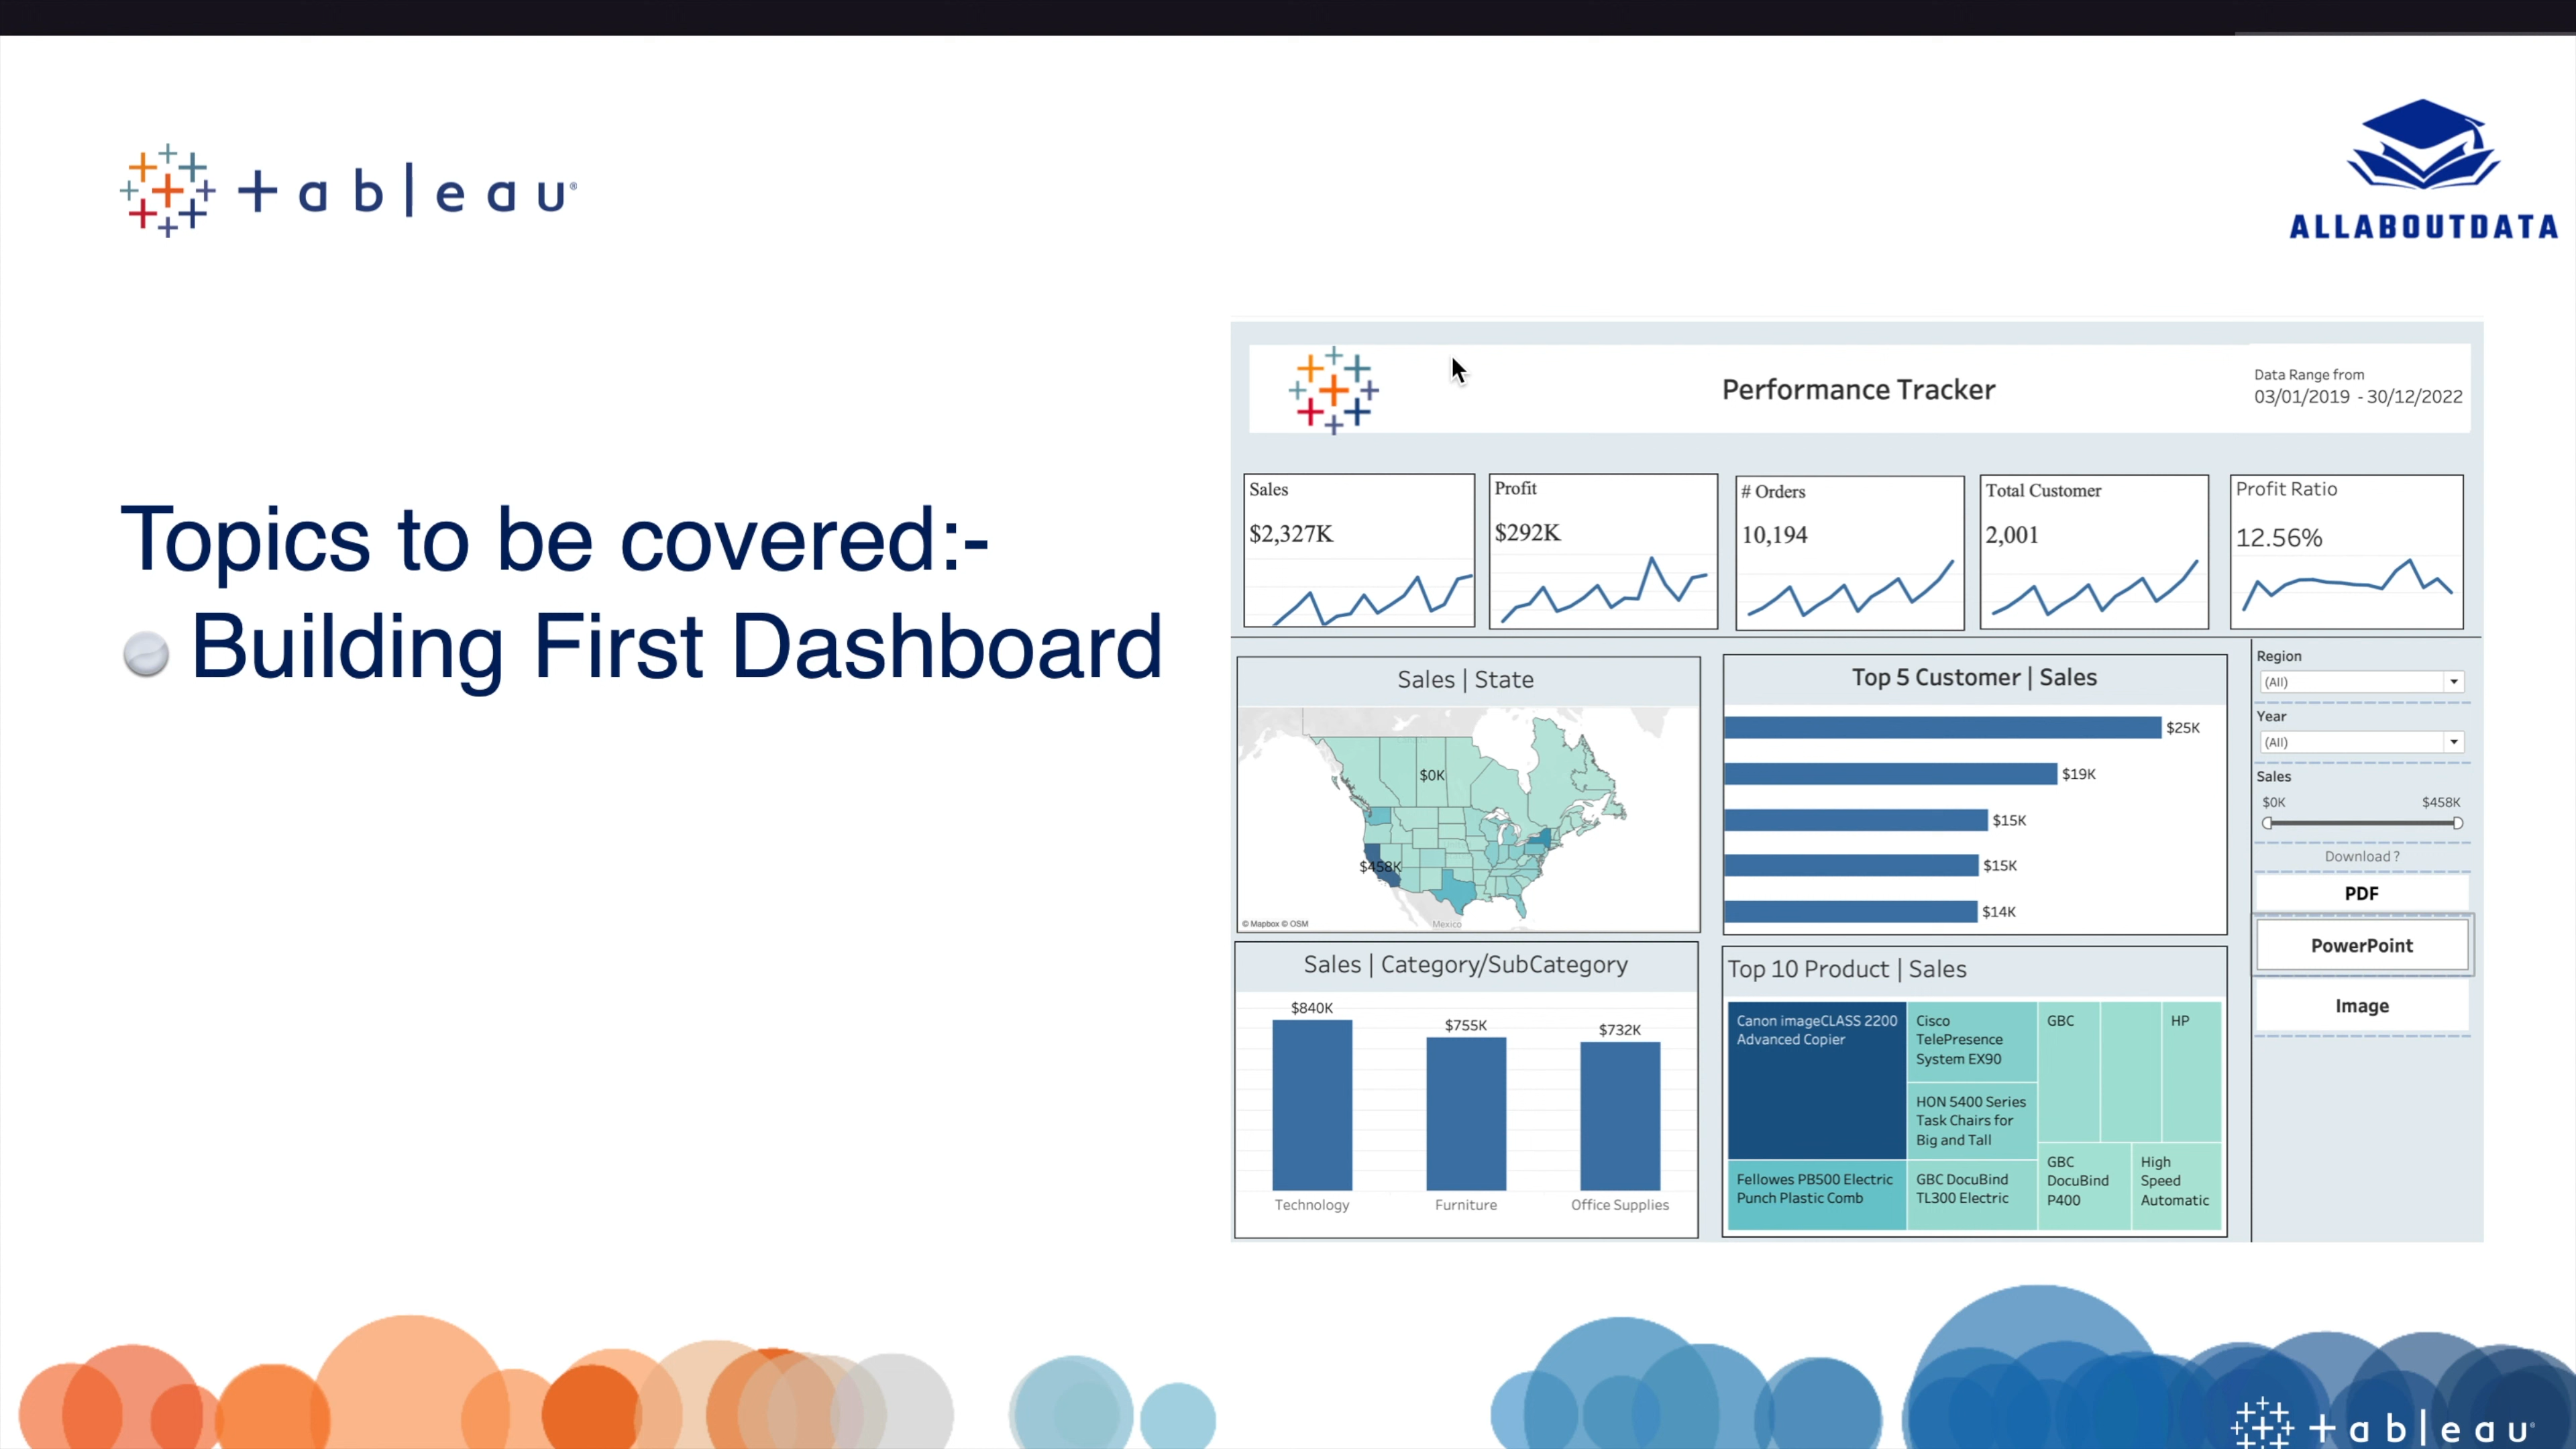 +ableau®
ALLABOUTDATA
Topics to be covered:-
Building First Dashboard
Performance Tracker
Data Range from
03/01/2019 - 30/12/2022
Sales
$2,327K
Profit
$292K
# Orders
10,194
Total Customer
2,001
Profit Ratio
12.56%
Sales | State
$0K
$458K
© Mapbox © OSM
Mexico
Top 5 Customer | Sales
$25K
$19K
$15K
$15K
$14K
Region
(All)
Year
(All)
Sales
$0K $458K
Download ?
PDF
PowerPoint
Image
Sales | Category/SubCategory
$840K
$755K
$732K
Technology
Furniture
Office Supplies
Top 10 Product | Sales
Canon imageCLASS 2200
Advanced Copier
Fellowes PB500 Electric
Punch Plastic Comb
Cisco
TelePresence
System EX90
HON 5400 Series
Task Chairs for
Big and Tall
GBC DocuBind
TL300 Electric
GBC
HP
GBC
DocuBind
P400
High
Speed
Automatic
+ableau®